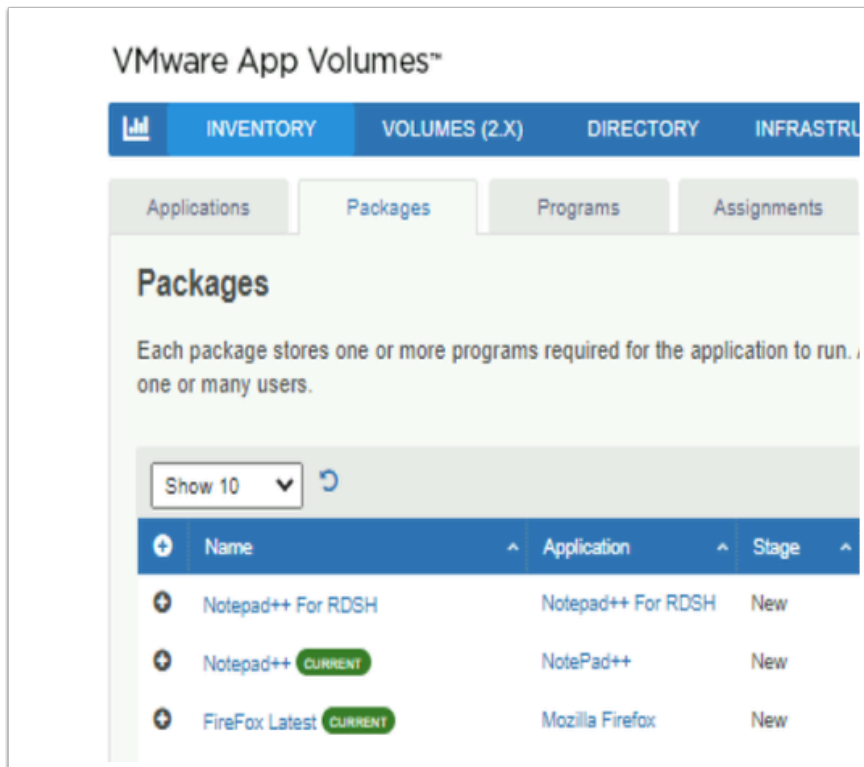 VMware App Volumes™
INVENTORY VOLUMES (2.X) DIRECTORY INFRASTRU
Applications Packages Programs Assignments
Packages
Each package stores one or more programs required for the application to run.
one or many users.
Show 10
Name Application Stage
Notepad++ For RDSH Notepad++ For RDSH New
Notepad++ CURRENT NotePad++ New
FireFox Latest CURRENT Mozilla Firefox New